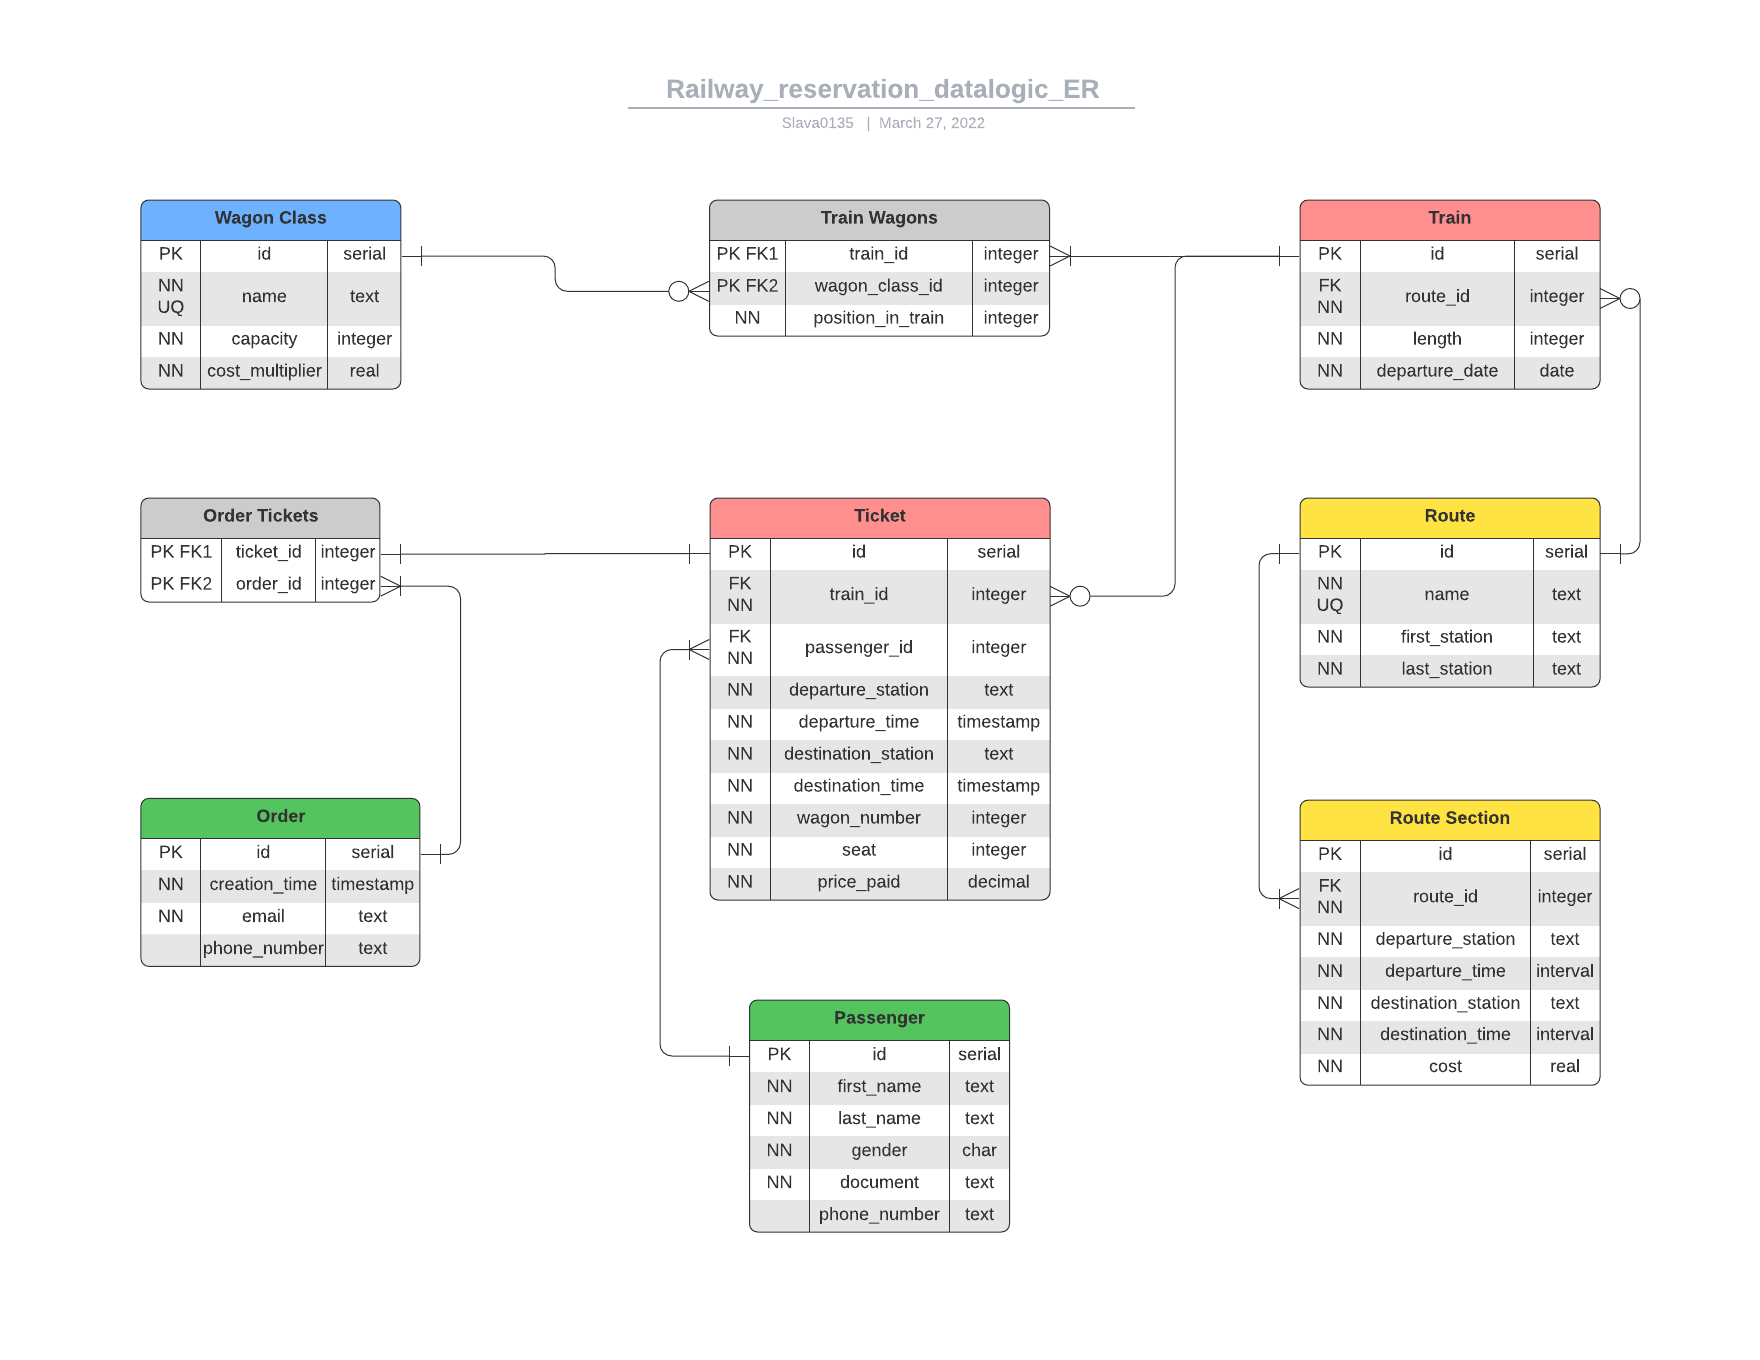 Railway_reservation_datalogic_ER
Slava0135 | March 27, 2022
Wagon Class
PK id serial
NN UQ name text
NN capacity integer
NN cost_multiplier real
Train Wagons
PK FK1 train_id integer
PK FK2 wagon_class_id integer
NN position_in_train integer
Train
PK id serial
FK NN route_id integer
NN length integer
NN departure_date date
Order Tickets
PK FK1 ticket_id integer
PK FK2 order_id integer
Ticket
PK id serial
FK NN train_id integer
FK NN passenger_id integer
NN departure_station text
NN departure_time timestamp
NN destination_station text
NN destination_time timestamp
NN wagon_number integer
NN seat integer
NN price_paid decimal
Route
PK id serial
NN UQ name text
NN first_station text
NN last_station text
Order
PK id serial
NN creation_time timestamp
NN email text
phone_number text
Route Section
PK id serial
FK NN route_id integer
NN departure_station text
NN departure_time interval
NN destination_station text
NN destination_time interval
NN cost real
Passenger
PK id serial
NN first_name text
NN last_name text
NN gender char
NN document text
phone_number text